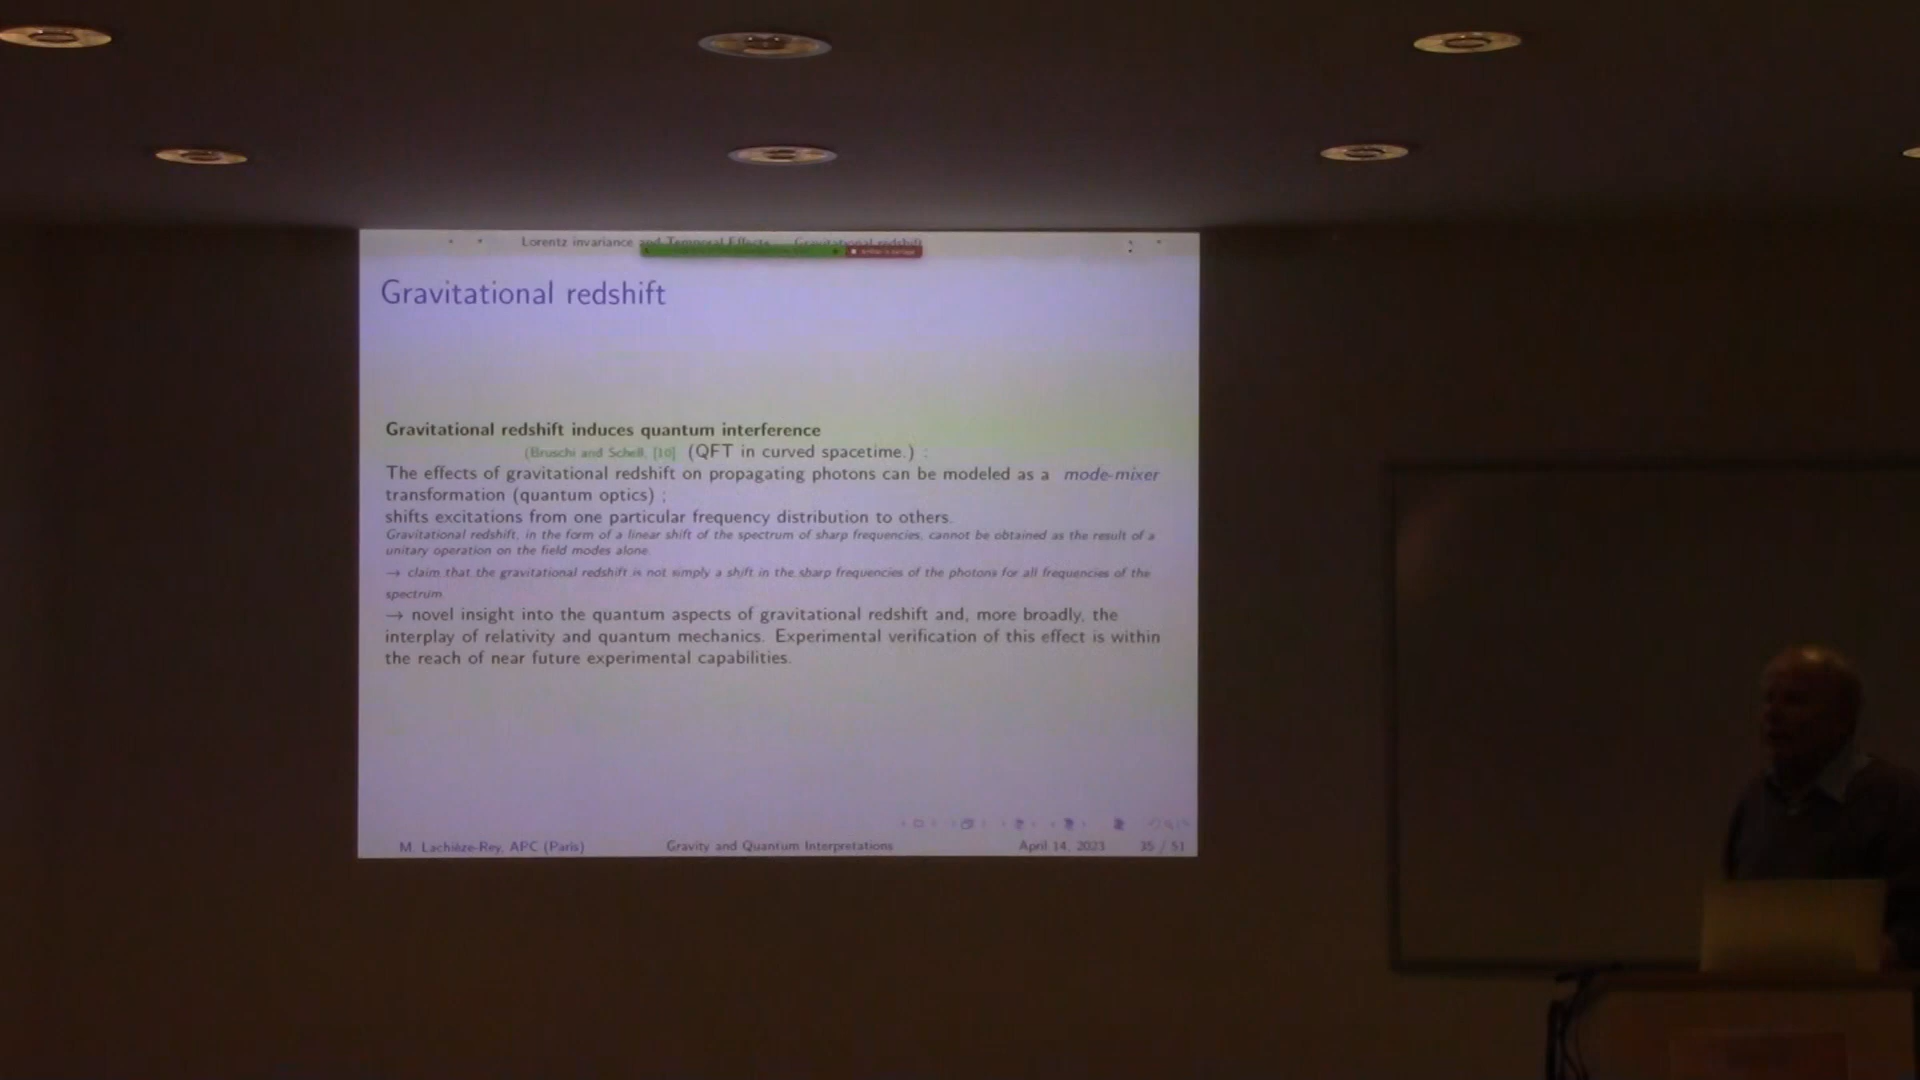 Lorentz invariance and Temporal Effects Gravitational redshift
Gravitational redshift
Gravitational redshift induces quantum interference
(Bruschi and Schell, [10] (QFT in curved spacetime.) :
The effects of gravitational redshift on propagating photons can be modeled as a mode-mixer
transformation (quantum optics) :
shifts excitations from one particular frequency distribution to others.
Gravitational redshift, in the form of a linear shift of the spectrum of sharp frequencies, cannot be obtained as the result of a
unitary operation on the field modes alone.
→ claim that the gravitational redshift is not simply a shift in the sharp frequencies of the photons for all frequencies of the
spectrum
→ novel insight into the quantum aspects of gravitational redshift and, more broadly, the
interplay of relativity and quantum mechanics. Experimental verification of this effect is within
the reach of near future experimental capabilities.
M. Lachièze-Rey, APC (Paris) Gravity and Quantum Interpretations April 14, 2023 35 / 51